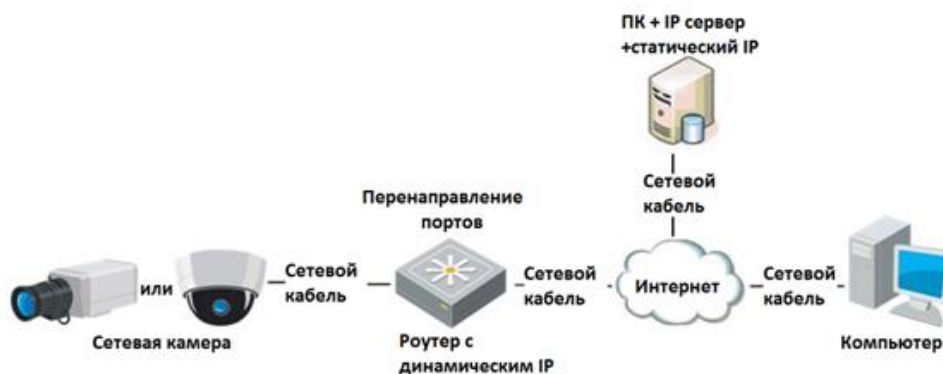 ПК + IP сервер
+статический IP
Сетевой
кабель
Перенаправление
портов
или
Сетевой
кабель
Сетевой
кабель
Интернет
Сетевой
кабель
Сетевая камера
Роутер с
динамическим IP
Компьютер